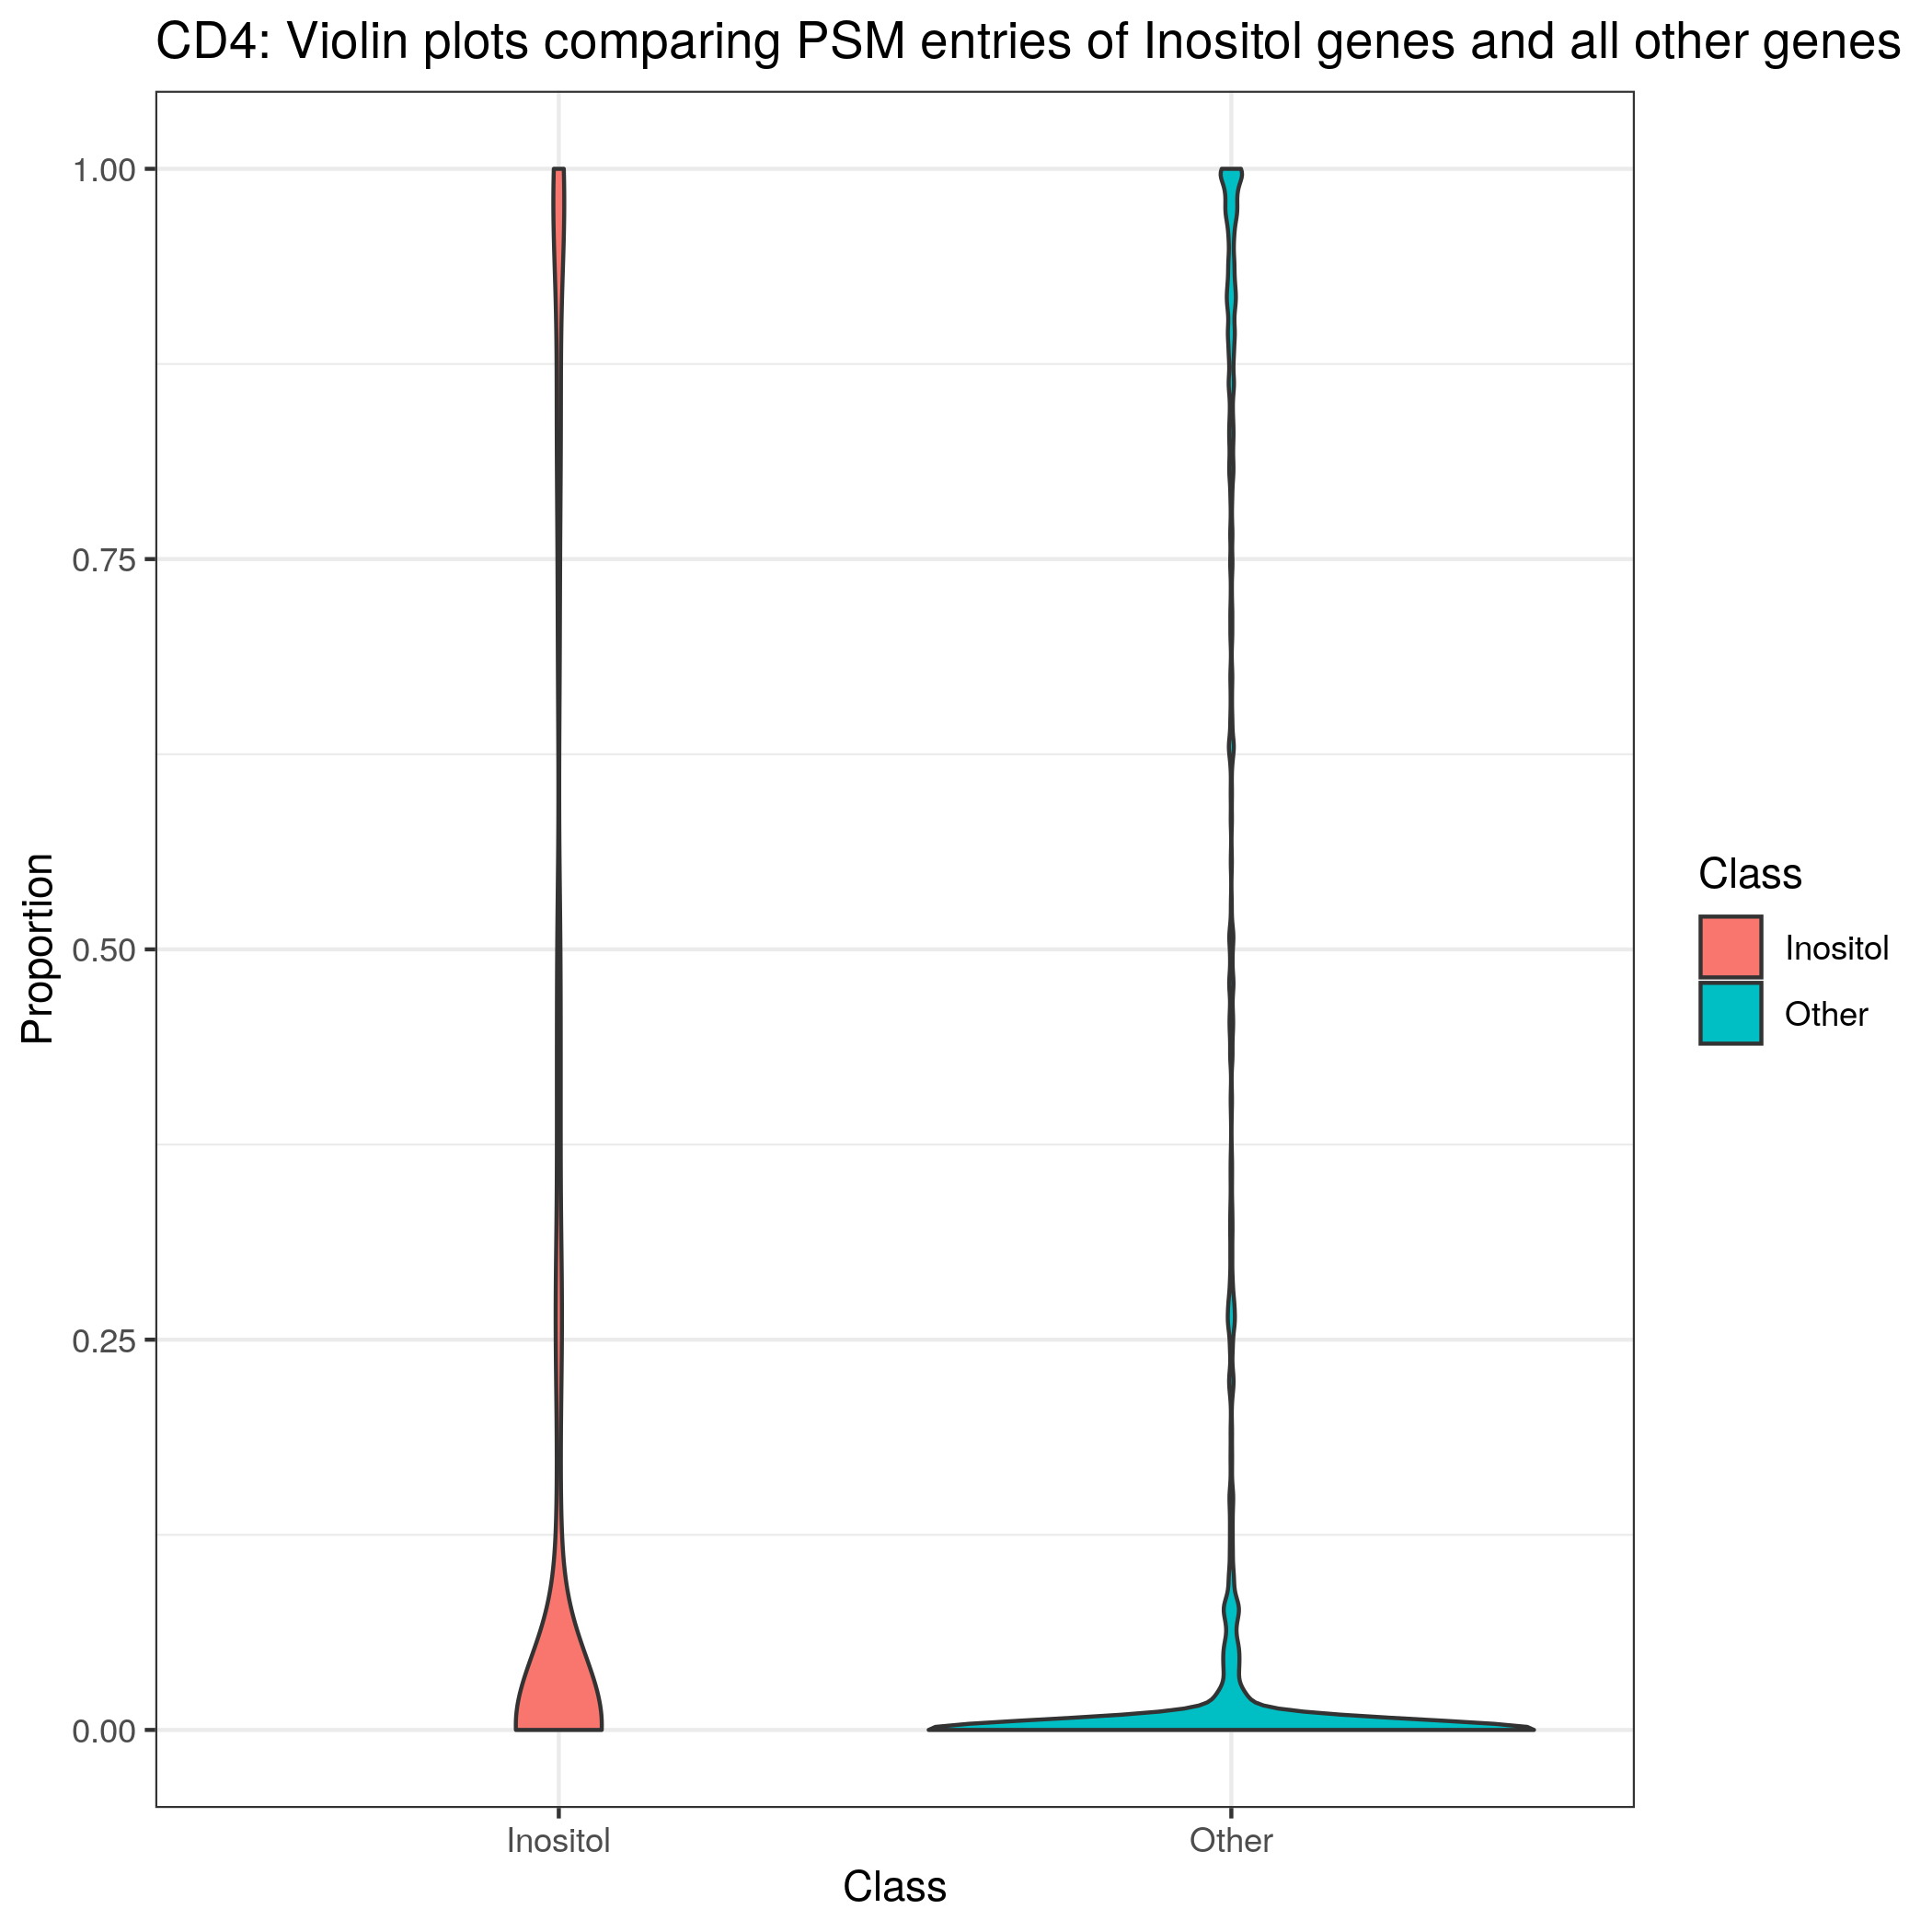 CD4: Violin plots comparing PSM entries of Inositol genes and all other genes
1.00
0.75
0.50
0.25
0.00
Proportion
Inositol
Other
Class
Class
Inositol
Other